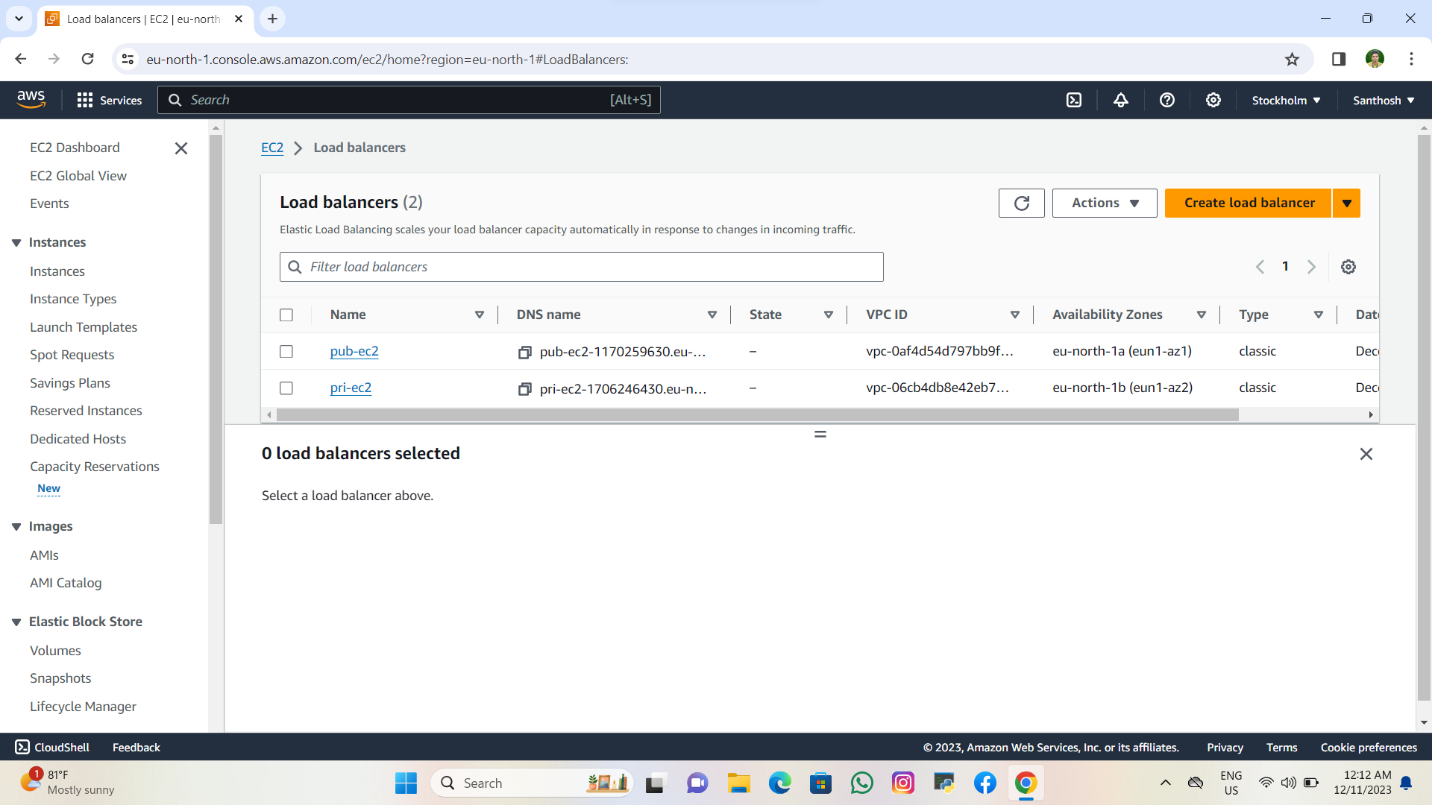 Load balancers | EC2 | eu-north
eu-north-1.console.aws.amazon.com/ec2/home?region=eu-north-1#LoadBalancers:
aws
Services
Search
[Alt+S]
Stockholm
Santhosh
EC2 Dashboard
EC2 Global View
Events
Instances
Instances
Instance Types
Launch Templates
Spot Requests
Savings Plans
Reserved Instances
Dedicated Hosts
Capacity Reservations
New
Images
AMIs
AMI Catalog
Elastic Block Store
Volumes
Snapshots
Lifecycle Manager
EC2 Load balancers
Load balancers (2)
Actions
Create load balancer
Elastic Load Balancing scales your load balancer capacity automatically in response to changes in incoming traffic.
Filter load balancers
1
Name DNS name State VPC ID Availability Zones Type Dat
pub-ec2 pub-ec2-1170259630.eu-... – vpc-0af4d54d797bb9f... eu-north-1a (eun1-az1) classic Dec
pri-ec2 pri-ec2-1706246430.eu-n... – vpc-06cb4db8e42eb7... eu-north-1b (eun1-az2) classic Dec
0 load balancers selected
Select a load balancer above.
CloudShell Feedback © 2023, Amazon Web Services, Inc. or its affiliates. Privacy Terms Cookie preferences
1
81°F
Mostly sunny
Search
ENG
US
12:12 AM
12/11/2023